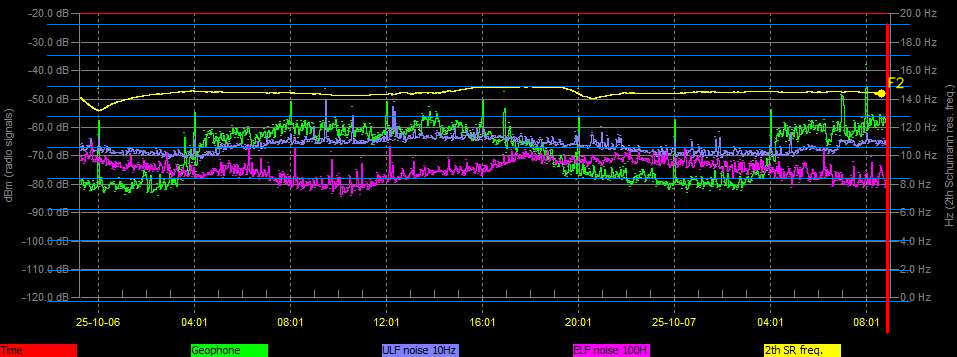 -20.0 dB 20.0 Hz
-30.0 dB 18.0 Hz
-40.0 dB 16.0 Hz
F2
-50.0 dB 14.0 Hz
-60.0 dB 12.0 Hz
-70.0 dB 10.0 Hz
-80.0 dB 8.0 Hz
-90.0 dB 6.0 Hz
-100.0 dB 4.0 Hz
-110.0 dB 2.0 Hz
-120.0 dB 0.0 Hz
dBm (radio signals)
Hz (2th Schumann res. freq.)
25-10-06 04:01 08:01 12:01 16:01 20:01 25-10-07 04:01 08:01
Time Geophone ULF noise 10Hz ELF noise 100H 2th SR freq.